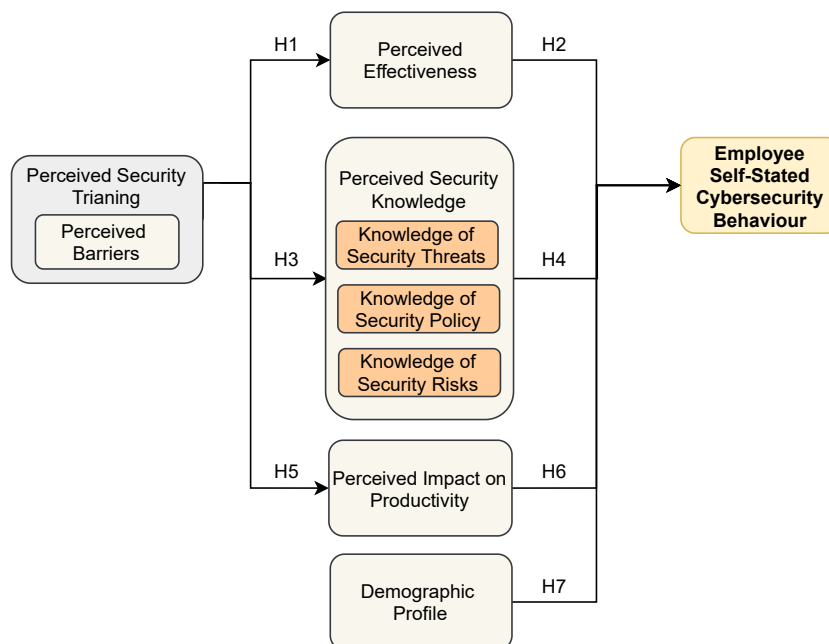 H1
Perceived
Effectiveness
H2
Perceived Security
Trianing
Perceived
Barriers
H3
Perceived Security
Knowledge
Knowledge of
Security Threats
Knowledge of
Security Policy
Knowledge of
Security Risks
H4
Employee
Self-Stated
Cybersecurity
Behaviour
H5
Perceived Impact on
Productivity
H6
Demographic
Profile
H7